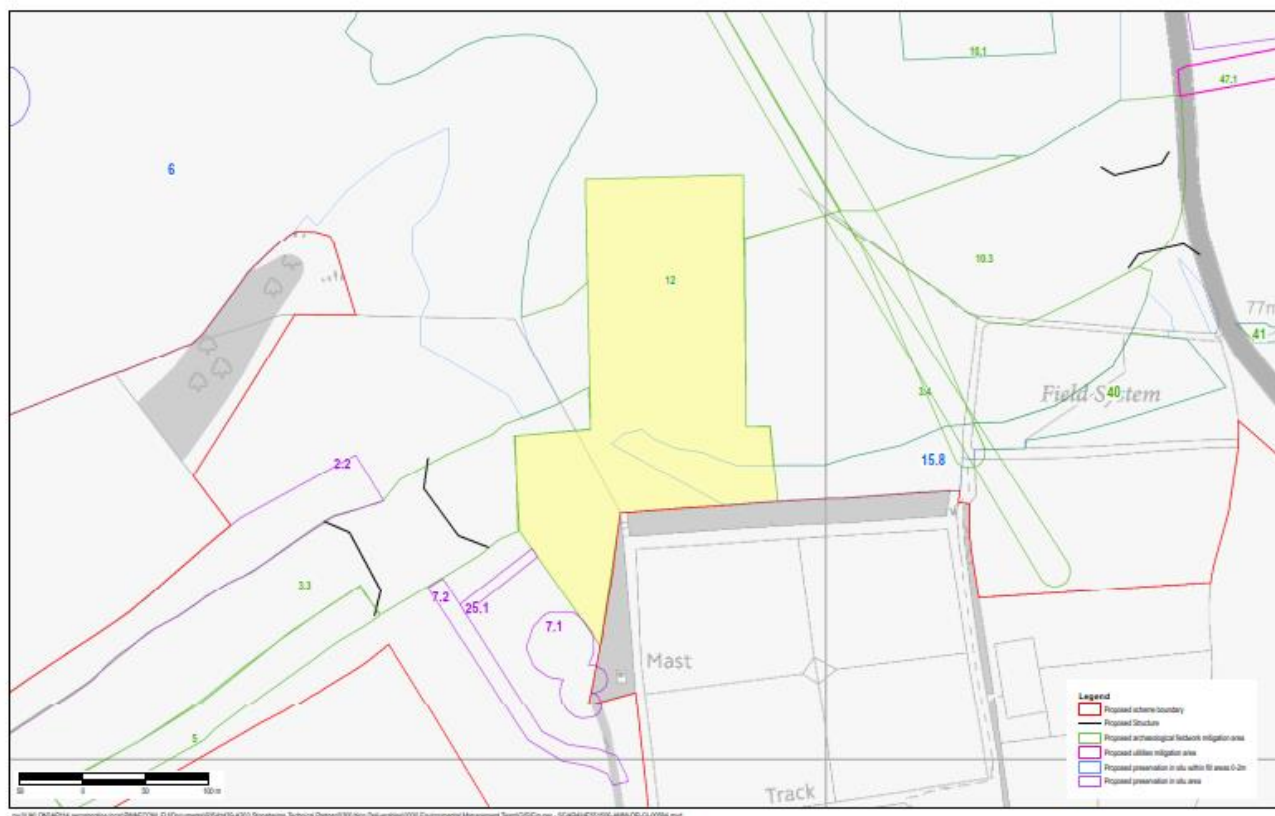 10.1
47.1
6
10.3
12
77m
41
3.4
Field System
40
15.8
2.2
3.3
7.2
25.1
7.1
Mast
5
Track
Legend
Proposed scheme boundary
Proposed Structure
Proposed archaeological fieldwork mitigation area
Proposed utilities mitigation area
Proposed preservation in situ within fill areas 0-2m
Proposed preservation in situ area
50 0 50 100 m